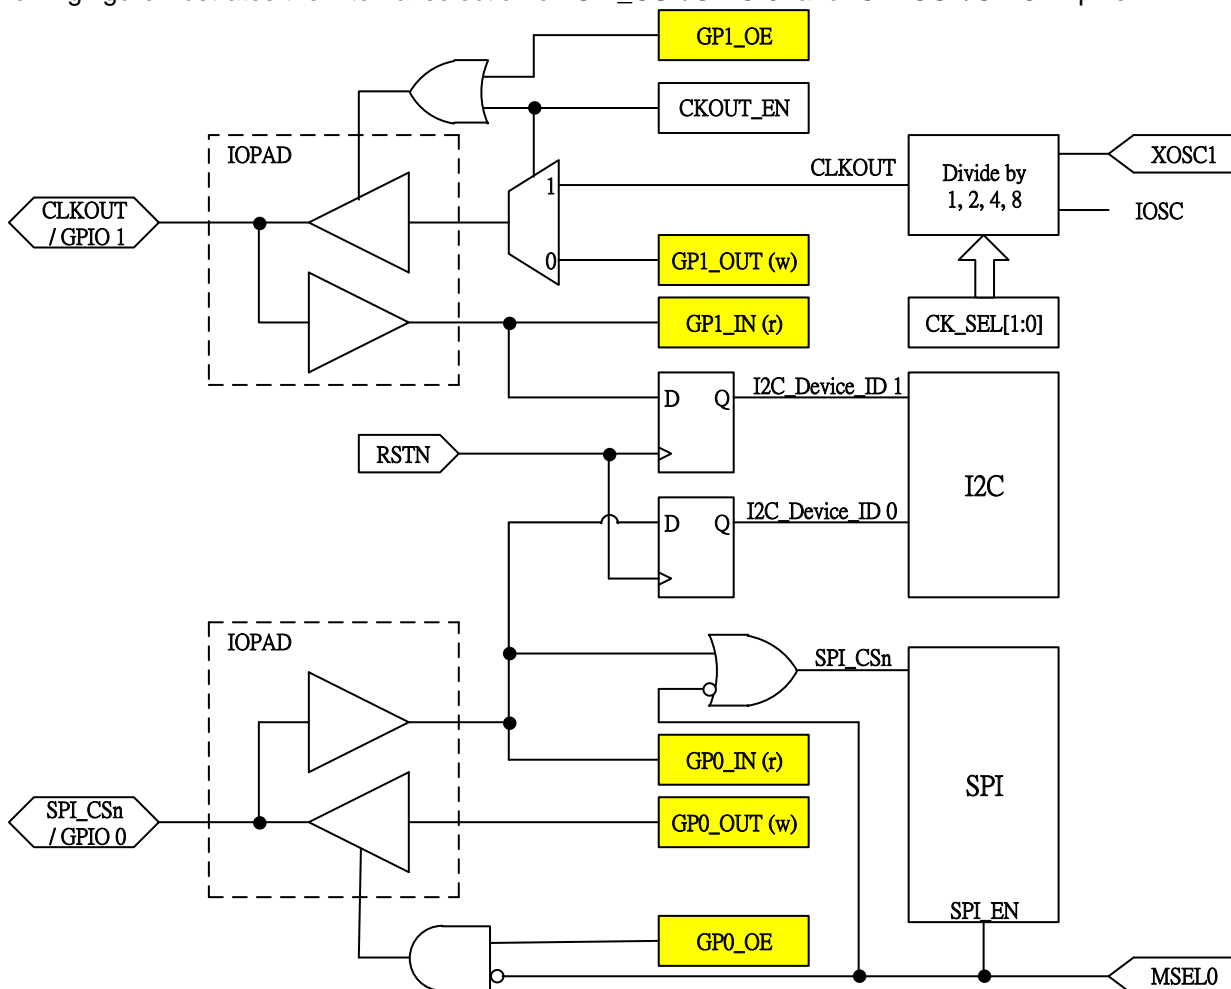 GP1_OE
CKOUT_EN
IOPAD
CLKOUT
XOSC1
Divide by
1, 2, 4, 8
1
IOSC
CLKOUT
/ GPIO 1
0
GP1_OUT (w)
GP1_IN (r)
CK_SEL[1:0]
D Q
I2C_Device_ID 1
RSTN
I2C
D Q
I2C_Device_ID 0
IOPAD
SPI_CSn
GP0_IN (r)
SPI
SPI_CSn
/ GPIO 0
GP0_OUT (w)
SPI_EN
GP0_OE
MSEL0